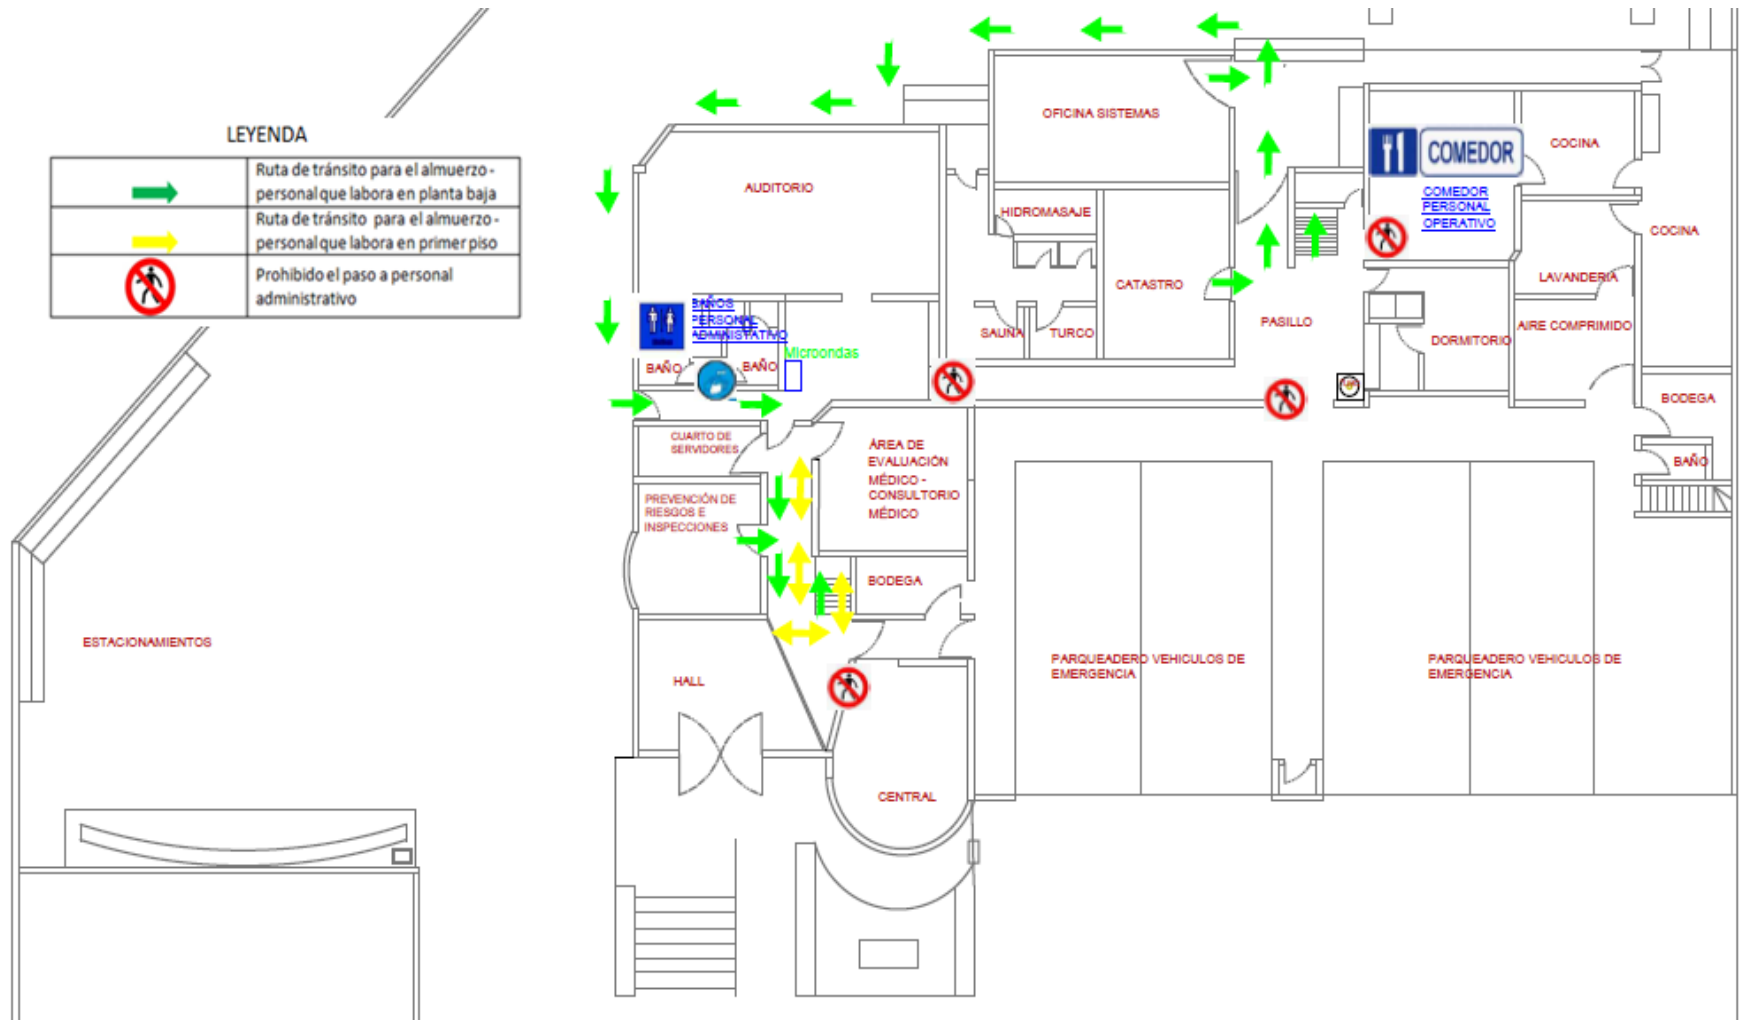 LEYENDA
Ruta de tránsito para el almuerzo -
personal que labora en planta baja
Ruta de tránsito para el almuerzo -
personal que labora en primer piso
Prohibido el paso a personal
administrativo
OFICINA SISTEMAS
AUDITORIO
HIDROMASAJE
CATASTRO
SAUNA
TURCO
PASILLO
COMEDOR
COMEDOR
PERSONAL
OPERATIVO
COCINA
COCINA
LAVANDERIA
DORMITORIO
AIRE COMPRIMIDO
BODEGA
BAÑO
BAÑOS
PERSONAL
ADMINISTATIVO
Microondas
BAÑO
BAÑO
CUARTO DE
SERVIDORES
ÁREA DE
EVALUACIÓN
MÉDICO -
CONSULTORIO
MÉDICO
PREVENCIÓN DE
RIESGOS E
INSPECCIONES
BODEGA
ESTACIONAMIENTOS
HALL
CENTRAL
PARQUEADERO VEHICULOS DE
EMERGENCIA
PARQUEADERO VEHICULOS DE
EMERGENCIA